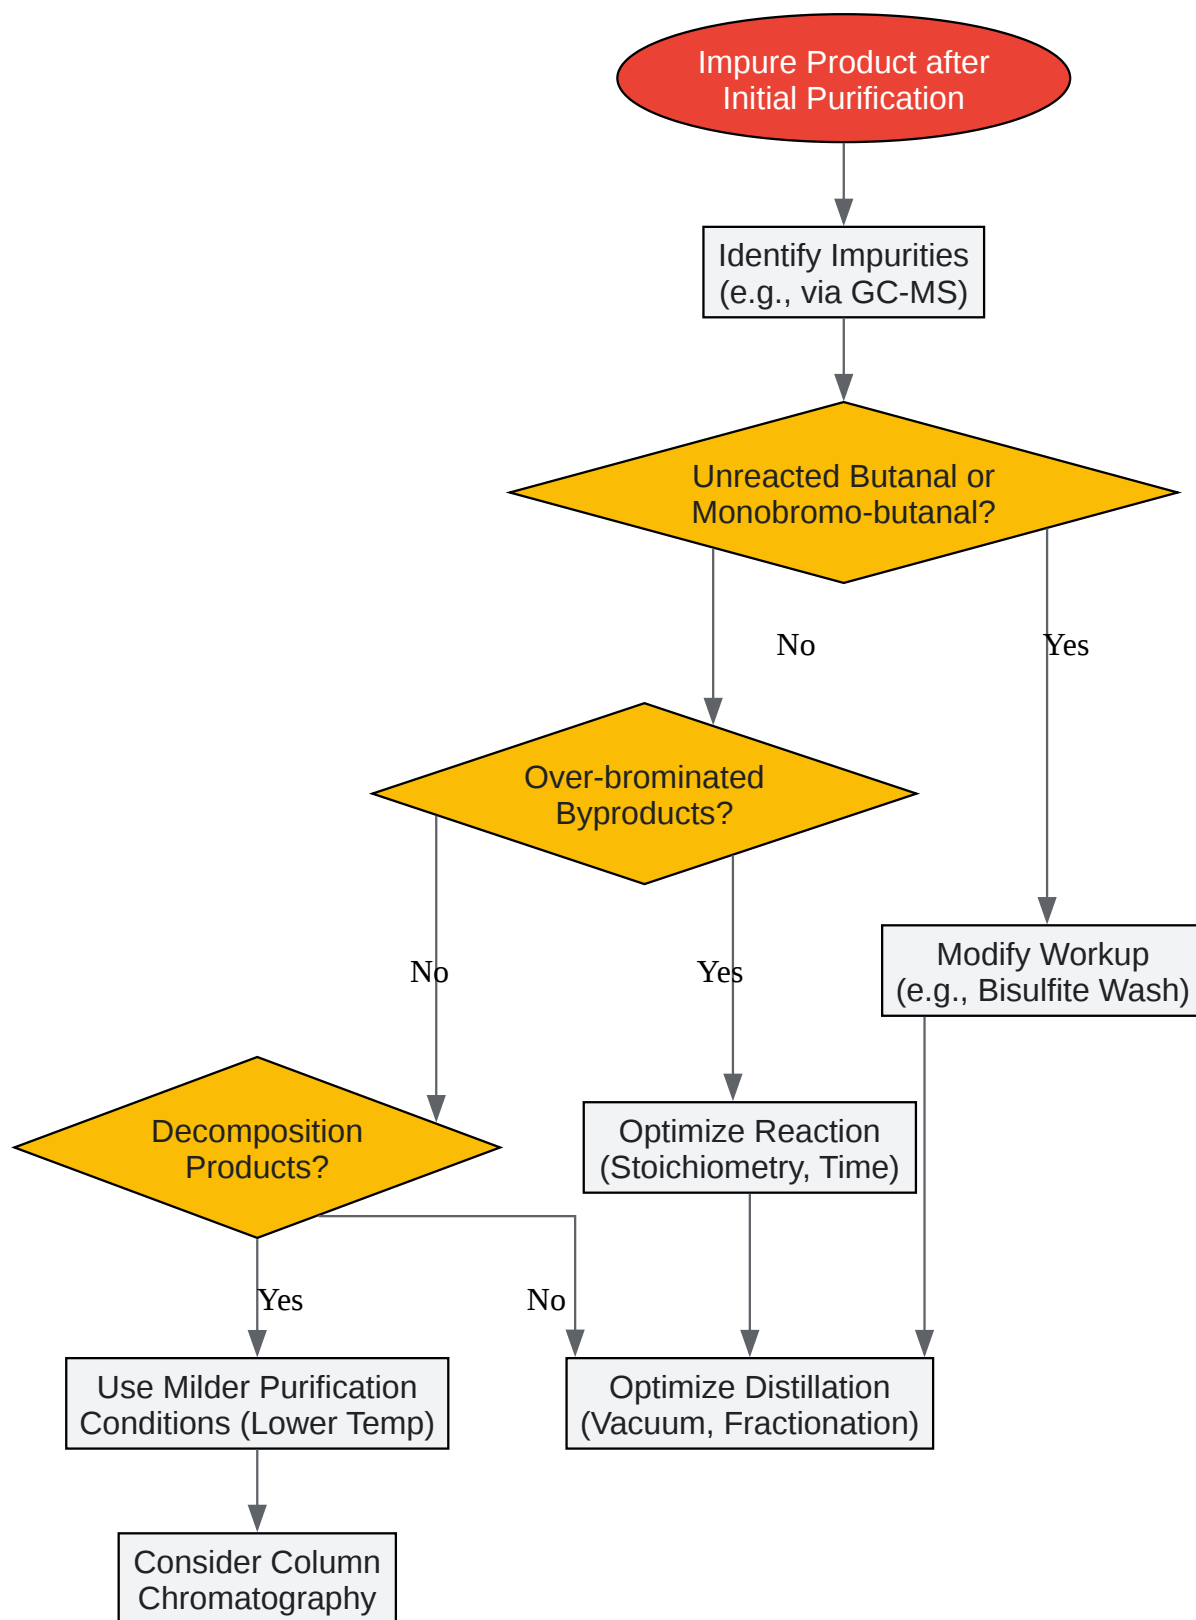 Impure Product after
Initial Purification
Identify Impurities
(e.g., via GC-MS)
Unreacted Butanal or
Monobromo-butanal?
No
Yes
Over-brominated
Byproducts?
No
Yes
Modify Workup
(e.g., Bisulfite Wash)
Decomposition
Products?
Optimize Reaction
(Stoichiometry, Time)
Yes
No
Use Milder Purification
Conditions (Lower Temp)
Optimize Distillation
(Vacuum, Fractionation)
Consider Column
Chromatography